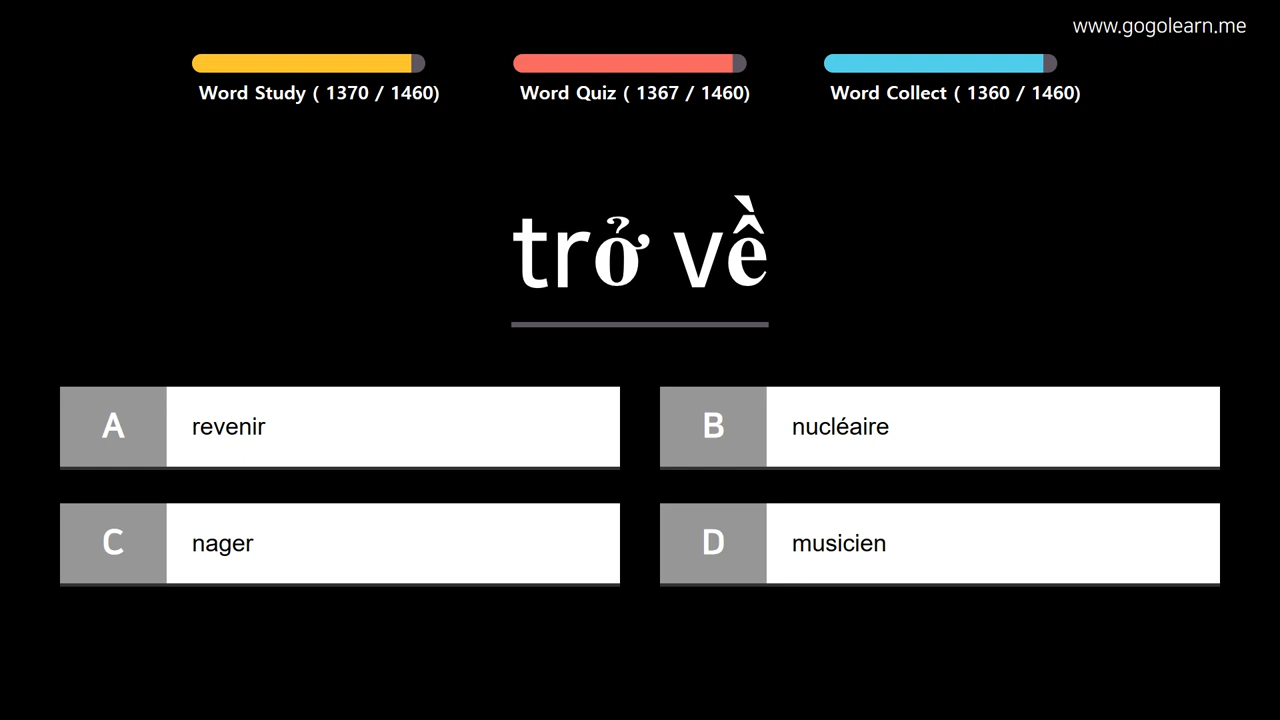 www.gogolearn.me
Word Study ( 1370 / 1460)
Word Quiz ( 1367 / 1460)
Word Collect ( 1360 / 1460)
trở về
A revenir
B nucléaire
C nager
D musicien